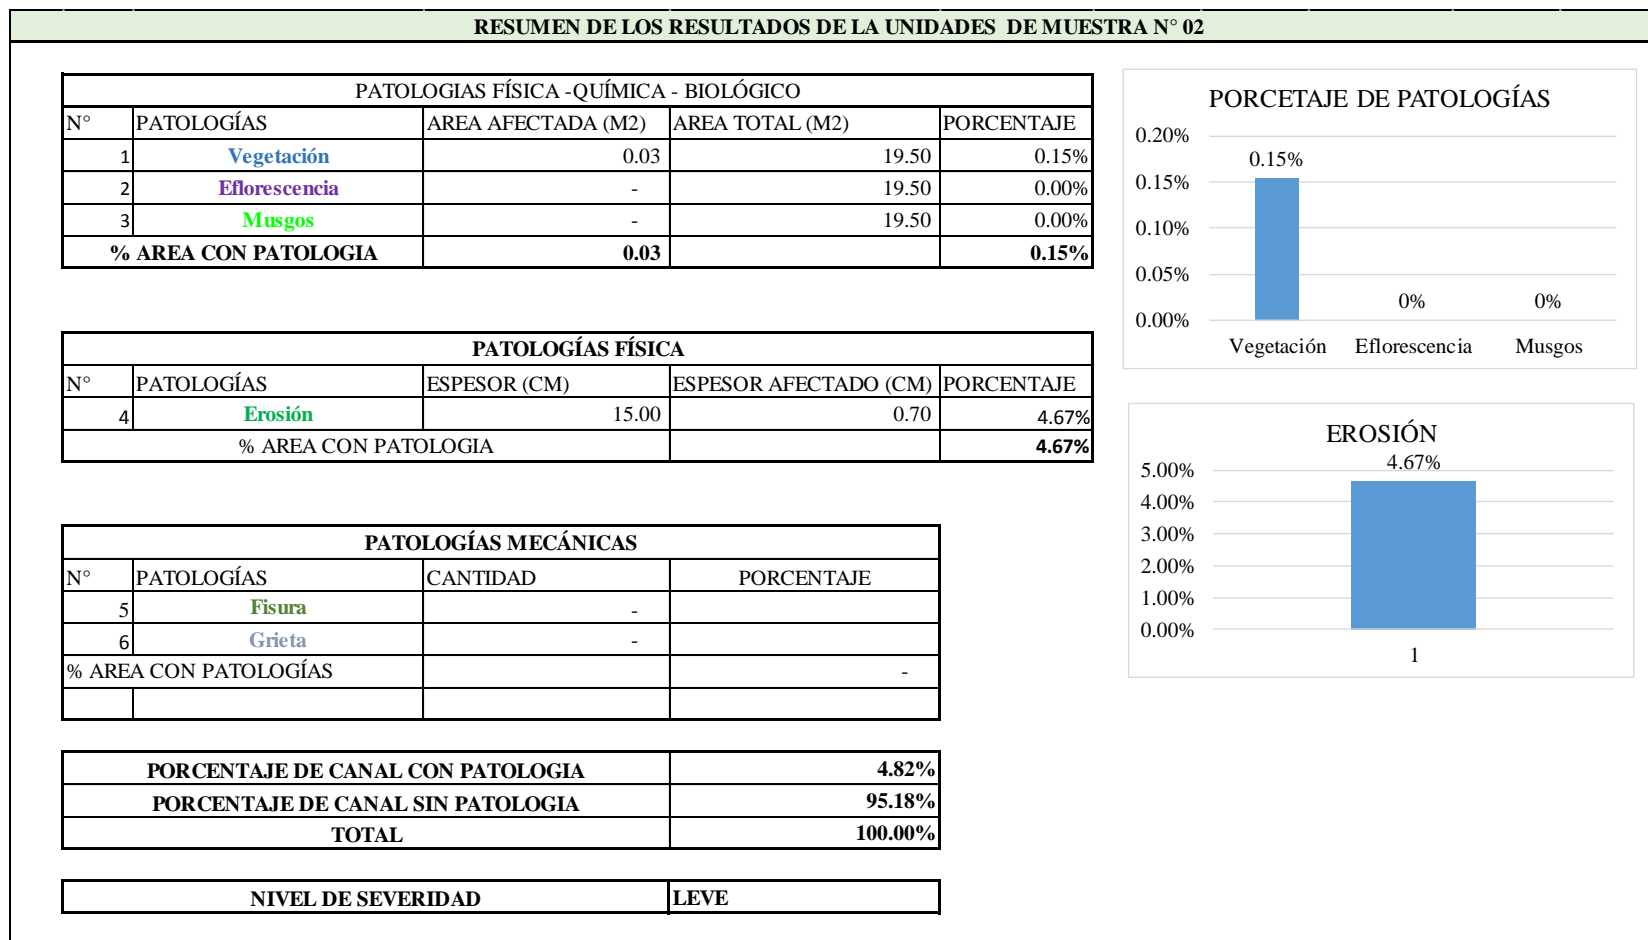 RESUMEN DE LOS RESULTADOS DE LA UNIDADES DE MUESTRA N° 02
PATOLOGIAS FÍSICA -QUÍMICA - BIOLÓGICO
N° PATOLOGÍAS AREA AFECTADA (M2) AREA TOTAL (M2) PORCENTAJE
1 Vegetación 0.03 19.50 0.15%
2 Eflorescencia - 19.50 0.00%
3 Musgos - 19.50 0.00%
% AREA CON PATOLOGIA 0.03 0.15%
PATOLOGÍAS FÍSICA
N° PATOLOGÍAS ESPESOR (CM) ESPESOR AFECTADO (CM) PORCENTAJE
4 Erosión 15.00 0.70 4.67%
% AREA CON PATOLOGIA 4.67%
PATOLOGÍAS MECÁNICAS
N° PATOLOGÍAS CANTIDAD PORCENTAJE
5 Fisura -
6 Grieta -
% AREA CON PATOLOGÍAS -
PORCENTAJE DE CANAL CON PATOLOGIA 4.82%
PORCENTAJE DE CANAL SIN PATOLOGIA 95.18%
TOTAL 100.00%
NIVEL DE SEVERIDAD LEVE
PORCETAJE DE PATOLOGÍAS
0.20%
0.15%
0.15%
0.10%
0.05%
0% 0%
0.00%
Vegetación Eflorescencia Musgos
EROSIÓN
4.67%
5.00%
4.00%
3.00%
2.00%
1.00%
0.00%
1